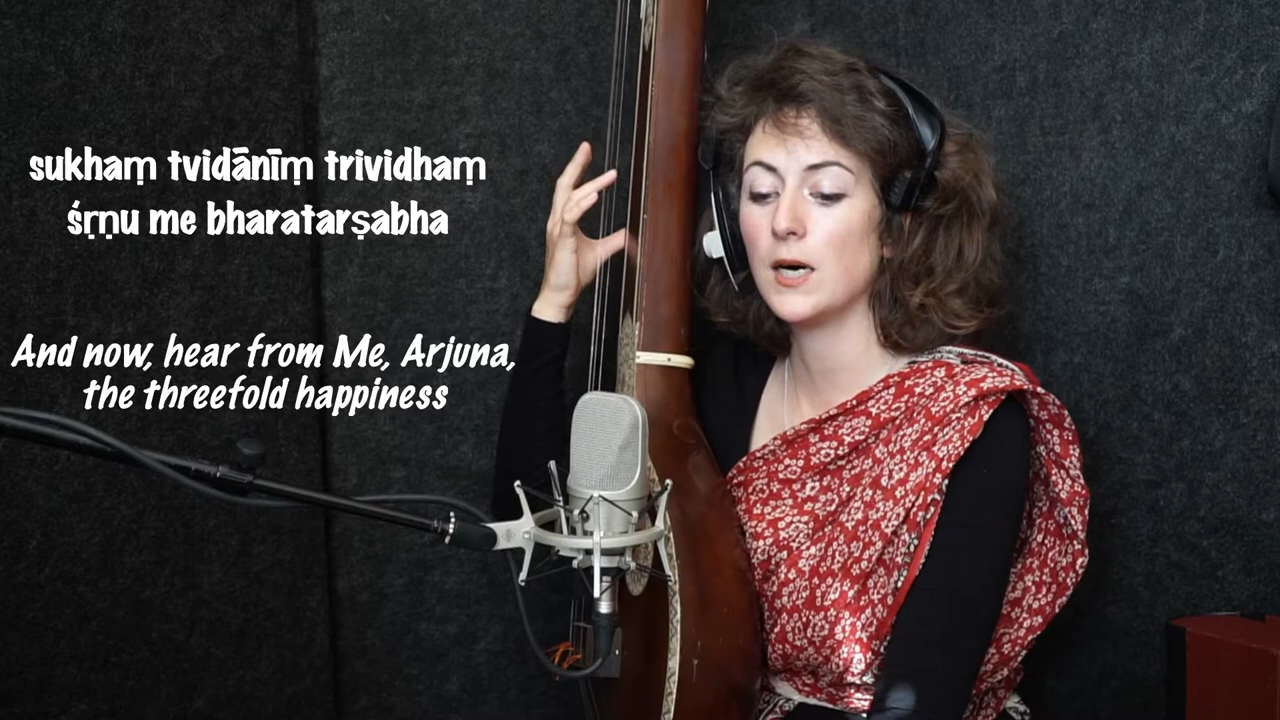 sukhaṃ tvidānīṃ trividhaṃ
śṛṇu me bharatarṣabha
And now, hear from Me, Arjuna,
the threefold happiness